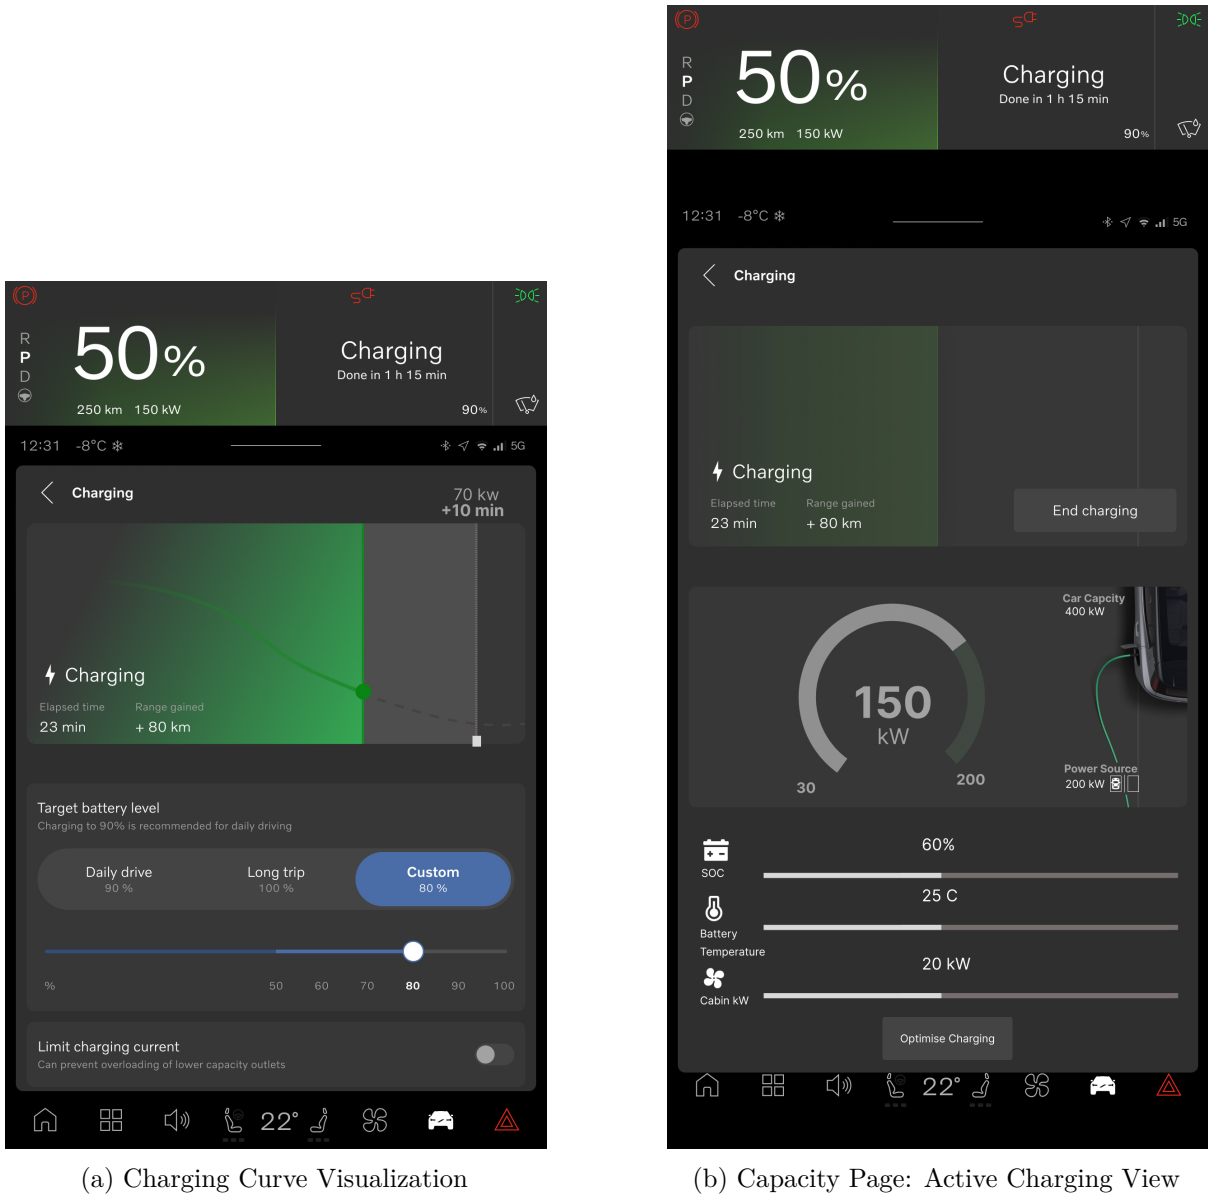 P
R
P
D
50%
250 km 150 kW
Charging
Done in 1 h 15 min
90%
12:31 -8°C
5G
Charging
70 kw
+10 min
Charging
Elapsed time Range gained
23 min + 80 km
Target battery level
Charging to 90% is recommended for daily driving
Daily drive Long trip Custom
90 % 100 % 80 %
% 50 60 70 80 90 100
Limit charging current
Can prevent overloading of lower capacity outlets
22°
(a) Charging Curve Visualization
P
R
P
D
50%
250 km 150 kW
Charging
Done in 1 h 15 min
90%
12:31 -8°C
5G
Charging
Charging
Elapsed time Range gained
23 min + 80 km
End charging
Car Capcity
400 kW
150
kW
30 200
Power Source
200 kW
60%
SOC
25 C
Battery
Temperature
20 kW
Cabin kW
Optimise Charging
22°
(b) Capacity Page: Active Charging View